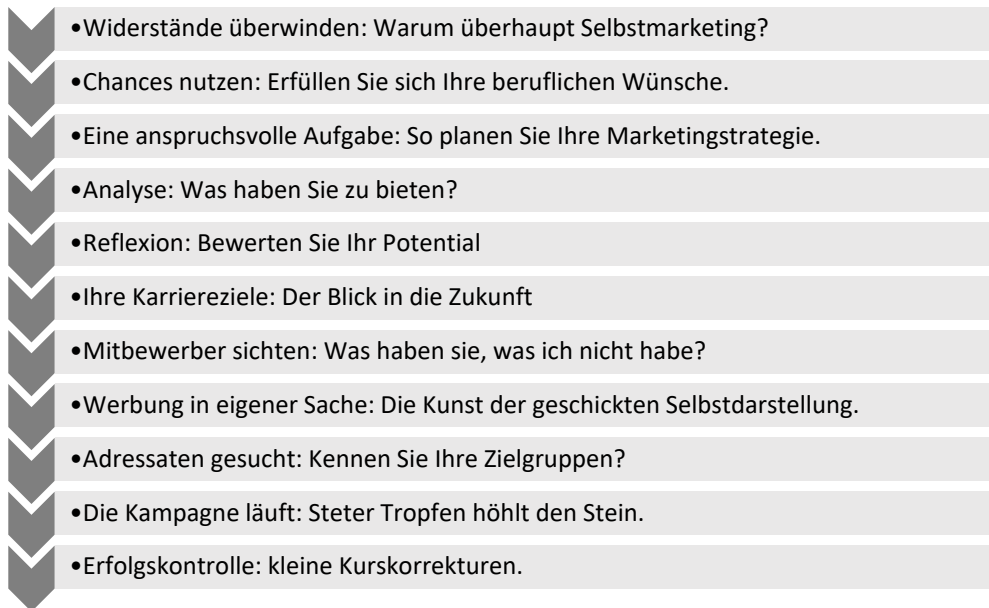 •Widerstände überwinden: Warum überhaupt Selbstmarketing?
•Chances nutzen: Erfüllen Sie sich Ihre beruflichen Wünsche.
•Eine anspruchsvolle Aufgabe: So planen Sie Ihre Marketingstrategie.
•Analyse: Was haben Sie zu bieten?
•Reflexion: Bewerten Sie Ihr Potential
•Ihre Karriereziele: Der Blick in die Zukunft
•Mitbewerber sichten: Was haben sie, was ich nicht habe?
•Werbung in eigener Sache: Die Kunst der geschickten Selbstdarstellung.
•Adressaten gesucht: Kennen Sie Ihre Zielgruppen?
•Die Kampagne läuft: Steter Tropfen höhlt den Stein.
•Erfolgskontrolle: kleine Kurskorrekturen.